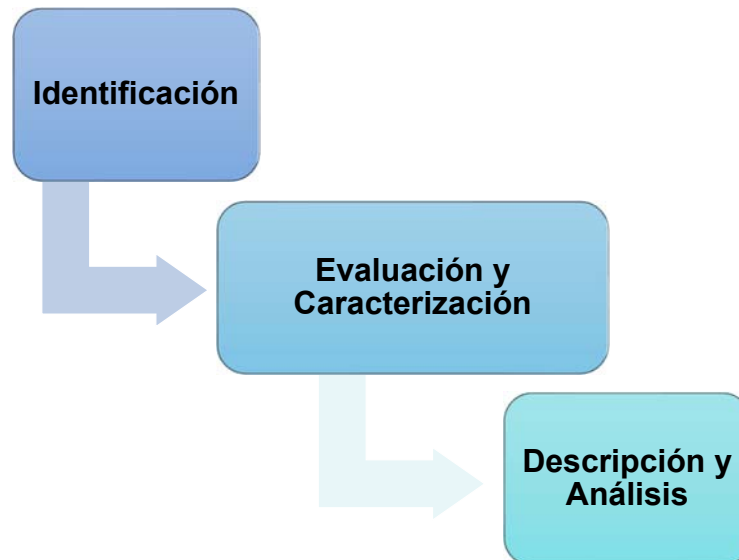 Identificación
Evaluación y
Caracterización
Descripción y
Análisis